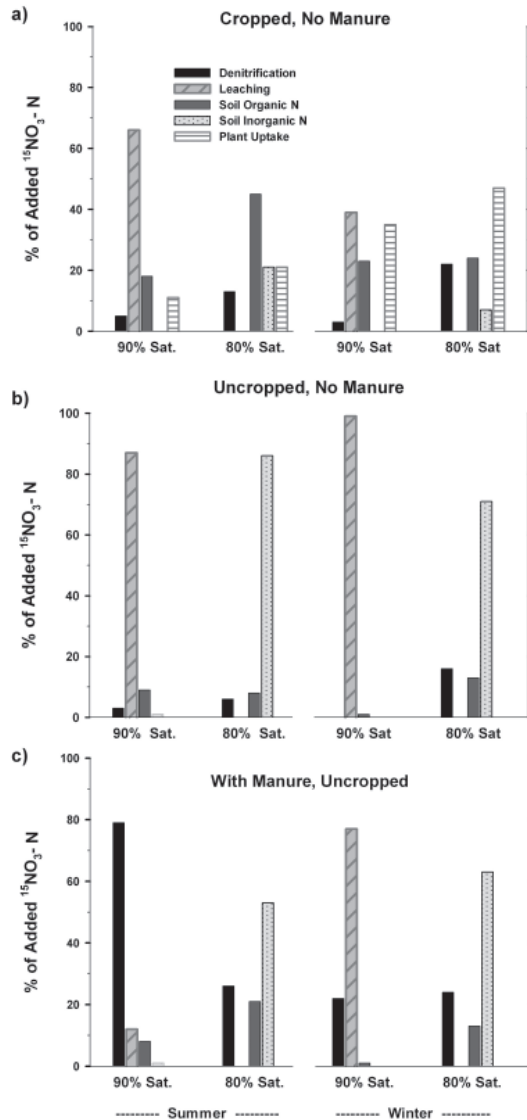 a)
Cropped, No Manure
100
80
60
40
20
0
% of Added ¹⁵NO₃- N
Denitrification
Leaching
Soil Organic N
Soil Inorganic N
Plant Uptake
90% Sat. 80% Sat. 90% Sat 80% Sat
b)
Uncropped, No Manure
100
80
60
40
20
0
% of Added ¹⁵NO₃- N
90% Sat. 80% Sat. 90% Sat 80% Sat
c)
With Manure, Uncropped
100
80
60
40
20
0
% of Added ¹⁵NO₃- N
90% Sat. 80% Sat. 90% Sat. 80% Sat.
--------- Summer --------- --------- Winter ---------